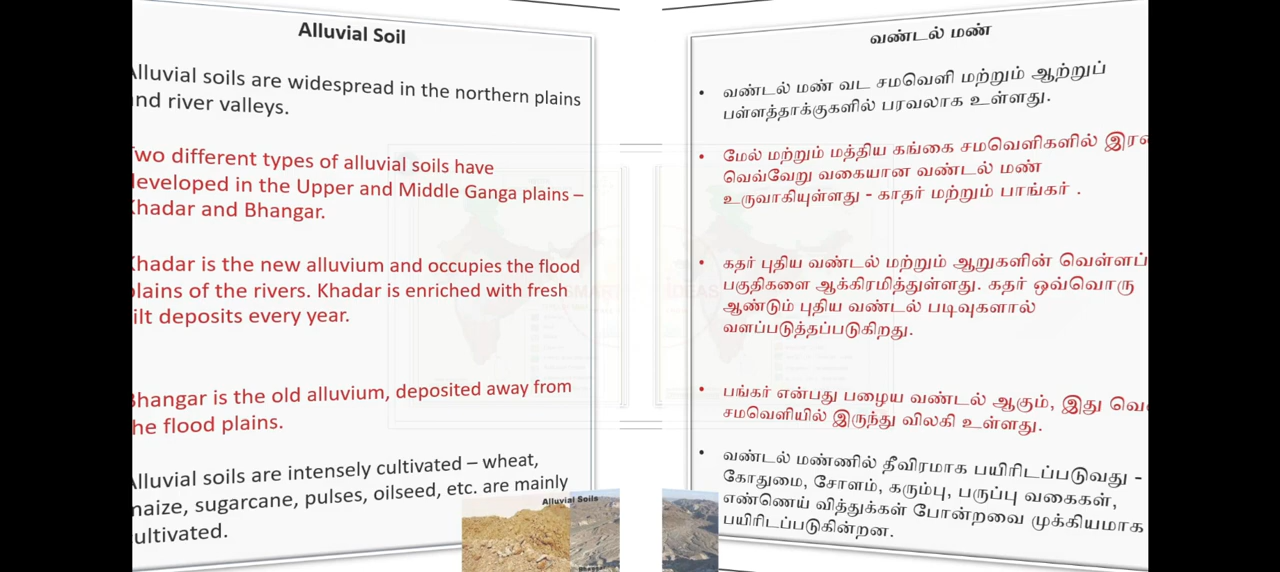 Alluvial Soil
Alluvial soils are widespread in the northern plains
and river valleys.
Two different types of alluvial soils have
developed in the Upper and Middle Ganga plains –
Khadar and Bhangar.
Khadar is the new alluvium and occupies the flood
plains of the rivers. Khadar is enriched with fresh
silt deposits every year.
Bhangar is the old alluvium, deposited away from
the flood plains.
Alluvial soils are intensely cultivated – wheat,
maize, sugarcane, pulses, oilseed, etc. are mainly
cultivated.
Alluvial Soils
வண்டல் மண்
• வண்டல் மண் வட சமவெளி மற்றும் ஆற்றுப்
பள்ளத்தாக்குகளில் பரவலாக உள்ளது.
• மேல் மற்றும் மத்திய கங்கை சமவெளிகளில்
வெவ்வேறு வகையான வண்டல் மண்
உருவாகியுள்ளது - காதர் மற்றும் பாங்கர் .
• கதர் புதிய வண்டல் மற்றும் ஆறுகளின் வெள்ளப்
பகுதிகளை ஆக்கிரமித்துள்ளது. கதர் ஒவ்வொரு
ஆண்டும் புதிய வண்டல் படிவுகளால்
வளப்படுத்தப்படுகிறது.
• பங்கர் என்பது பழைய வண்டல் ஆகும், இது
சமவெளியில் இருந்து விலகி உள்ளது.
• வண்டல் மண்ணில் தீவிரமாக பயிரிடப்படுவது -
கோதுமை, சோளம், கரும்பு, பருப்பு வகைகள்,
எண்ணெய் வித்துக்கள் போன்றவை முக்கியமாக
பயிரிடப்படுகின்றன.